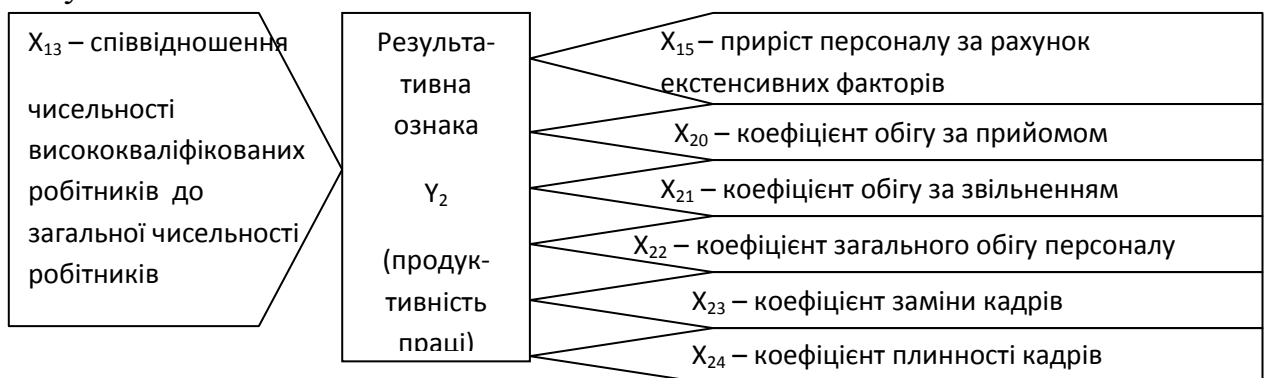 X13 – співвідношення
чисельності
висококваліфікованих
робітників до
загальної чисельності
робітників
Результа-
тивна
ознака
Y2
(продук-
тивність
праці)
X15 – приріст персоналу за рахунок
екстенсивних факторів
X20 – коефіцієнт обігу за прийомом
X21 – коефіцієнт обігу за звільненням
X22 – коефіцієнт загального обігу персоналу
X23 – коефіцієнт заміни кадрів
X24 – коефіцієнт плинності кадрів